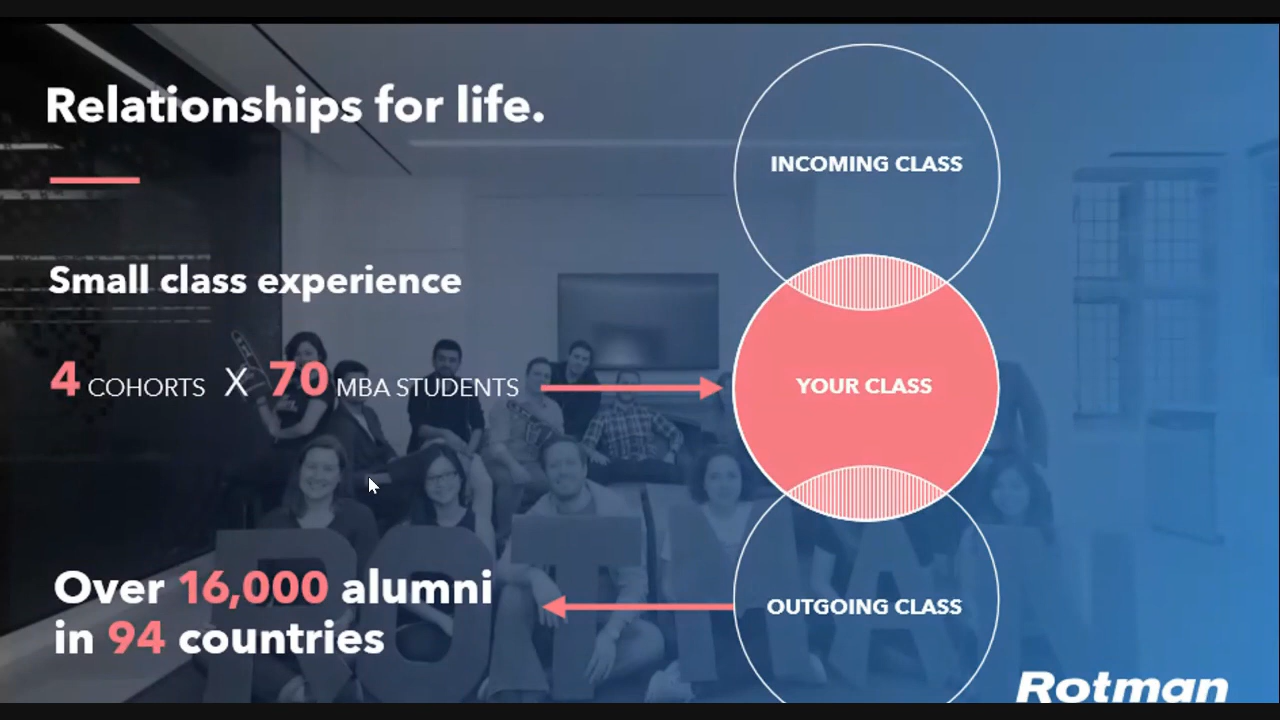 Relationships for life.
INCOMING CLASS
Small class experience
4 COHORTS X 70 MBA STUDENTS
YOUR CLASS
Over 16,000 alumni
in 94 countries
OUTGOING CLASS
ROTMAN
Rotman